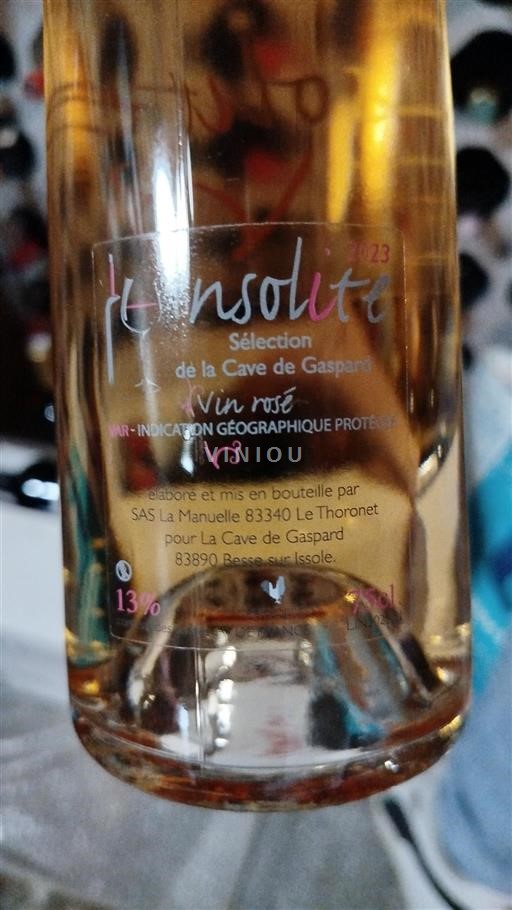 2023
Insolite
Sélection
de la Cave de Gaspard
Vin rosé
VAR - INDICATION GÉOGRAPHIQUE PROTÉGÉE
VINIOU
élaboré et mis en bouteille par
SAS La Manuelle 83340 Le Thoronet
pour La Cave de Gaspard
83890 Besse sur Issole.
13% 75cl